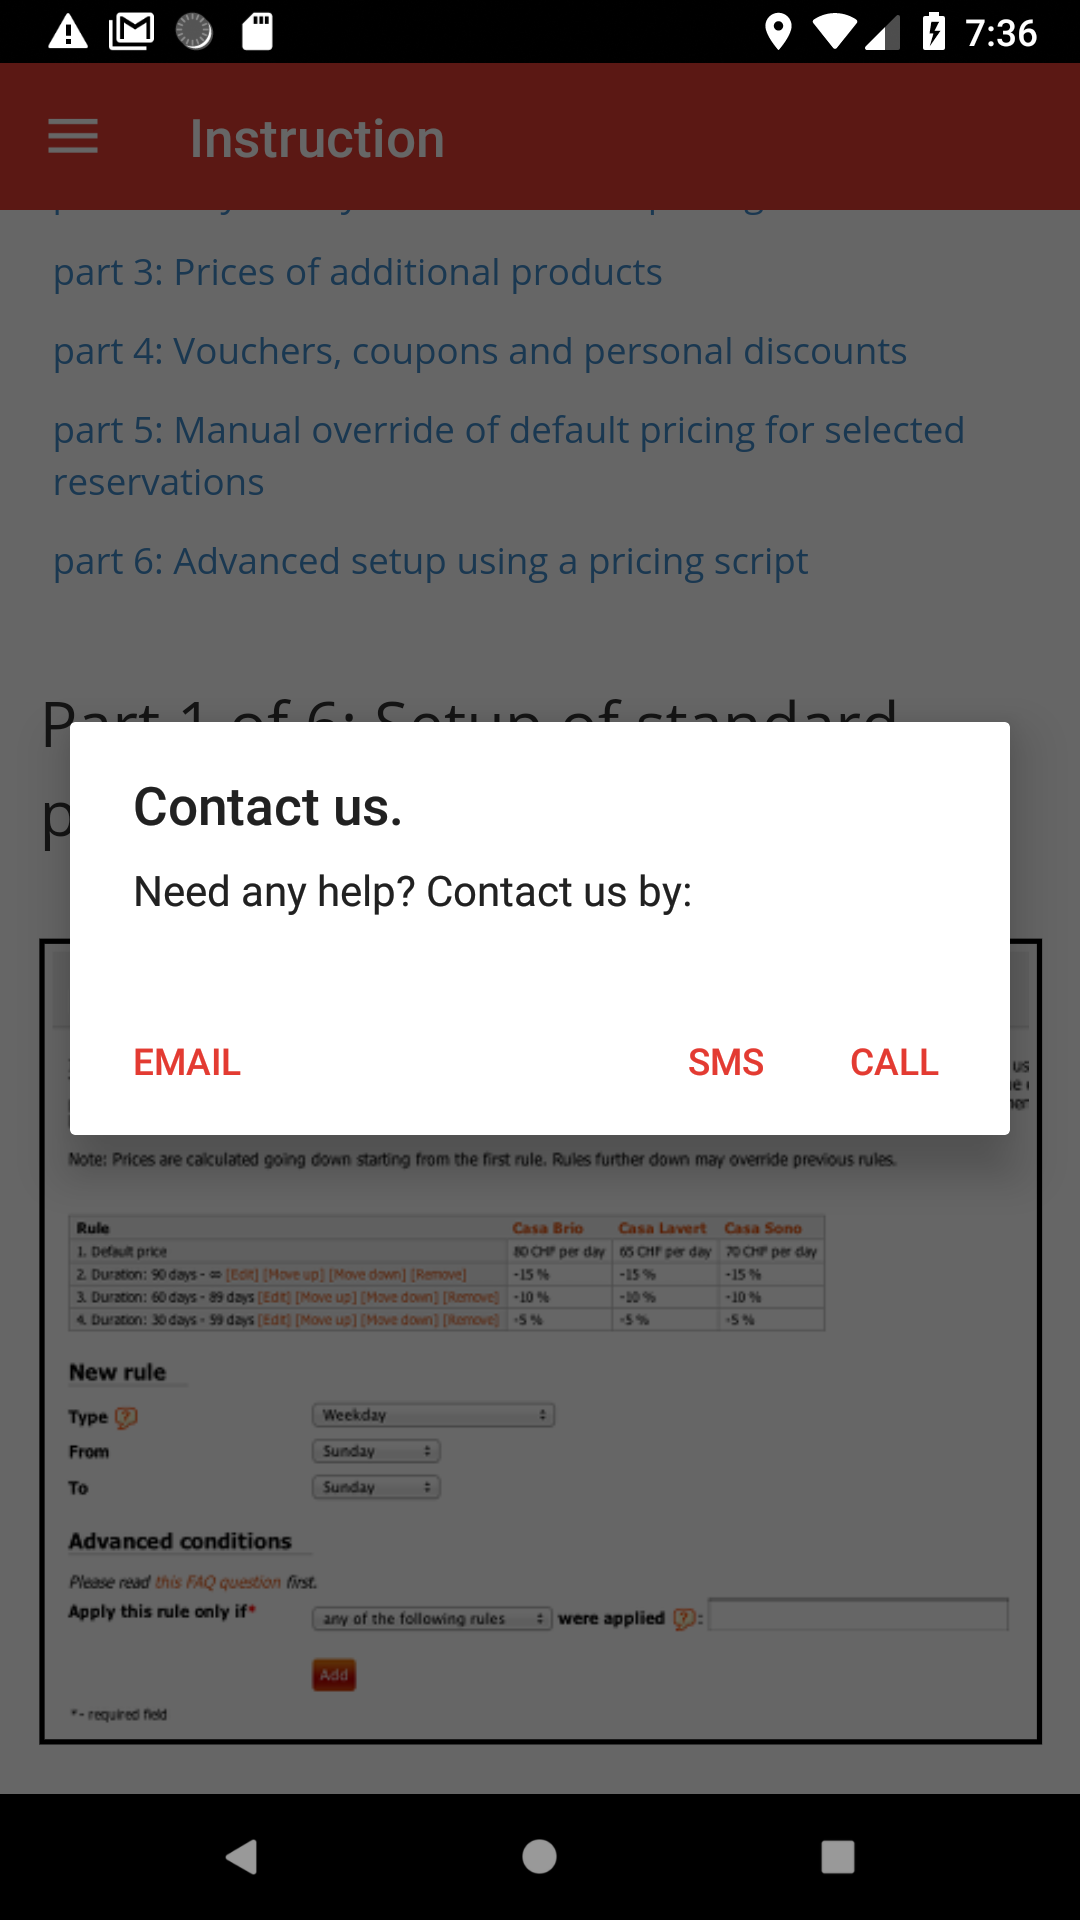 7:36
Instruction
part 3: Prices of additional products
part 4: Vouchers, coupons and personal discounts
part 5: Manual override of default pricing for selected
reservations
part 6: Advanced setup using a pricing script
Part 1 of 6: Setup of standard
Contact us.
Need any help? Contact us by:
EMAIL SMS CALL
us
Note: Prices are calculated going down starting from the first rule. Rules further down may override previous rules.
Rule Casa Brio Casa Lavert Casa Sono
1. Default price 80 CHF per day 65 CHF per day 70 CHF per day
2. Duration: 90 days - ∞ [Edit] [Move up] [Move down] [Remove] -15 % -15 % -15 %
3. Duration: 60 days - 89 days [Edit] [Move up] [Move down] [Remove] -10 % -10 % -10 %
4. Duration: 30 days - 59 days [Edit] [Move up] [Move down] [Remove] -5 % -5 % -5 %
New rule
Type Weekday
From Sunday
To Sunday
Advanced conditions
Please read this FAQ question first.
Apply this rule only if* any of the following rules were applied :
Add
* - required field